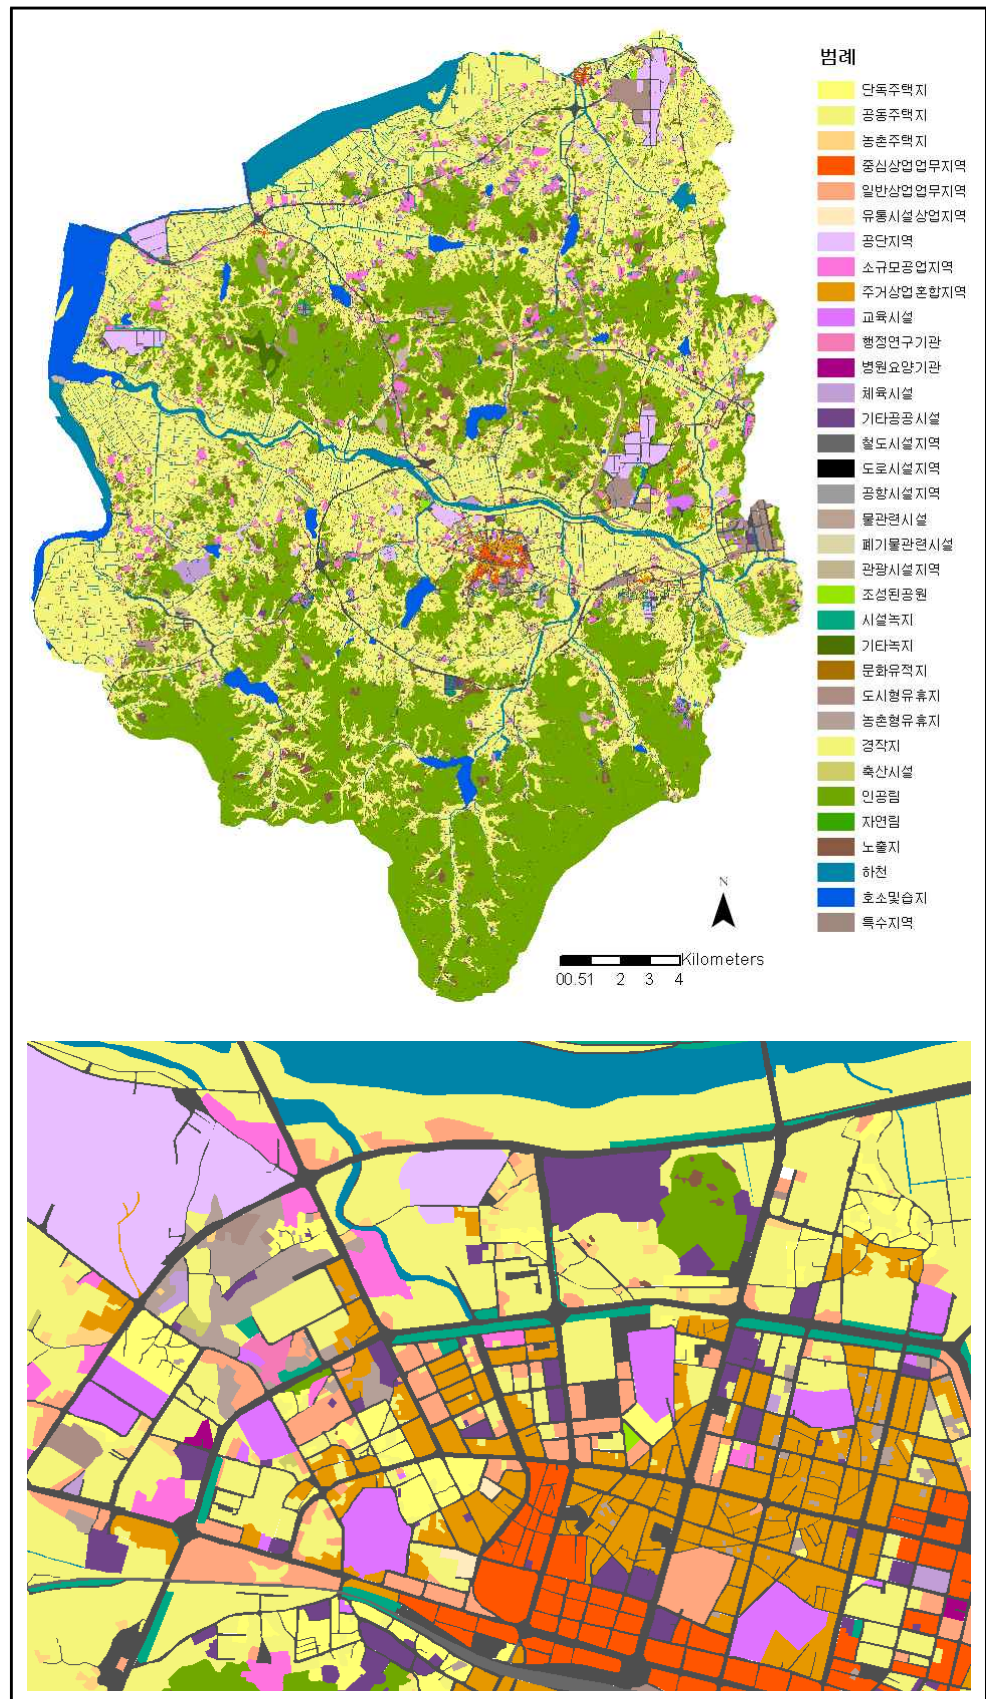 범례
단독주택지
공동주택지
농촌주택지
중심상업업무지역
일반상업업무지역
유통시설상업지역
공단지역
소규모공업지역
주거상업혼합지역
교육시설
행정연구기관
병원요양기관
체육시설
기타공공시설
철도시설지역
도로시설지역
공항시설지역
물관련시설
폐기물관련시설
관광시설지역
조성된공원
시설녹지
기타녹지
문화유적지
도시형유휴지
농촌형유휴지
경작지
축산시설
인공림
자연림
노출지
하천
호소및습지
특수지역
N
Kilometers
00.51 2 3 4